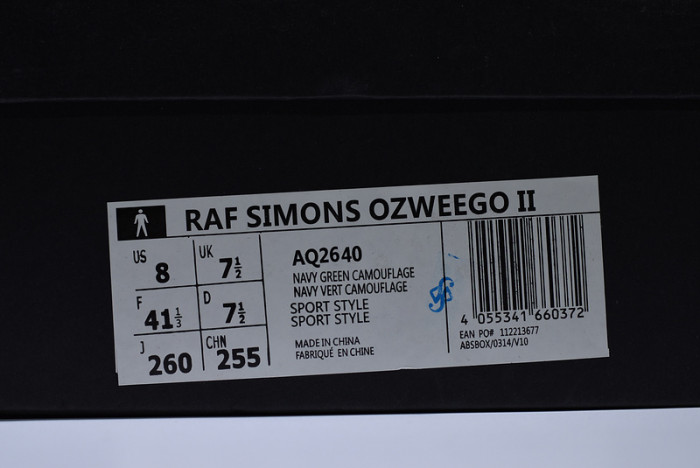 RAF SIMONS OZWEEGO II
US 8 UK 7½
F 41⅓ D 7½
J 260 CHN 255
AQ2640
NAVY GREEN CAMOUFLAGE
NAVY VERT CAMOUFLAGE
SPORT STYLE
SPORT STYLE
MADE IN CHINA
FABRIQUÉ EN CHINE
4 055341 660372
EAN PO# 112213677
ABSBOX/0314/V10